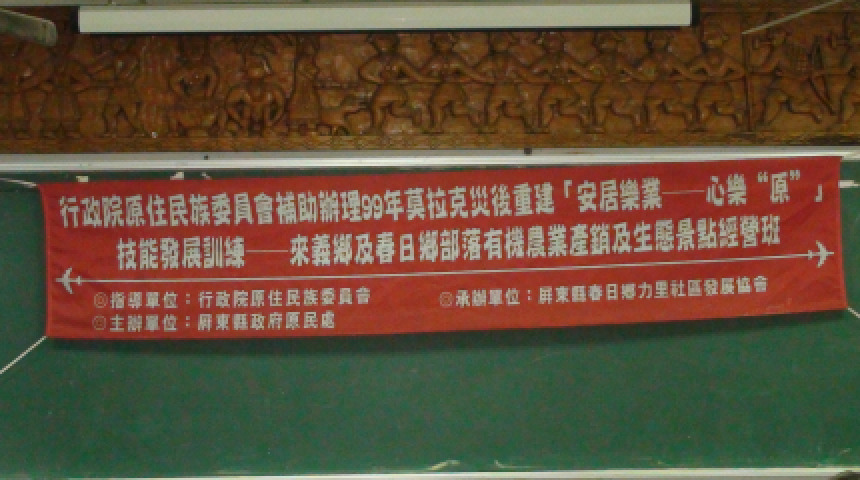 行政院原住民族委員會補助辦理99年莫拉克災後重建「安居樂業——心樂“原”」
技能發展訓練——來義鄉及春日鄉部落有機農業產銷及生態景點經營班
◎指導單位：行政院原住民族委員會
◎承辦單位：屏東縣春日鄉力里社區發展協會
◎主辦單位：屏東縣政府原民處